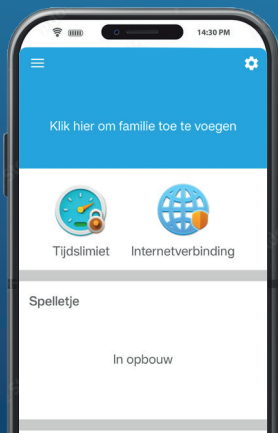 14:30 PM
Klik hier om familie toe te voegen
Tijdslimiet
Internetverbinding
Spelletje
In opbouw